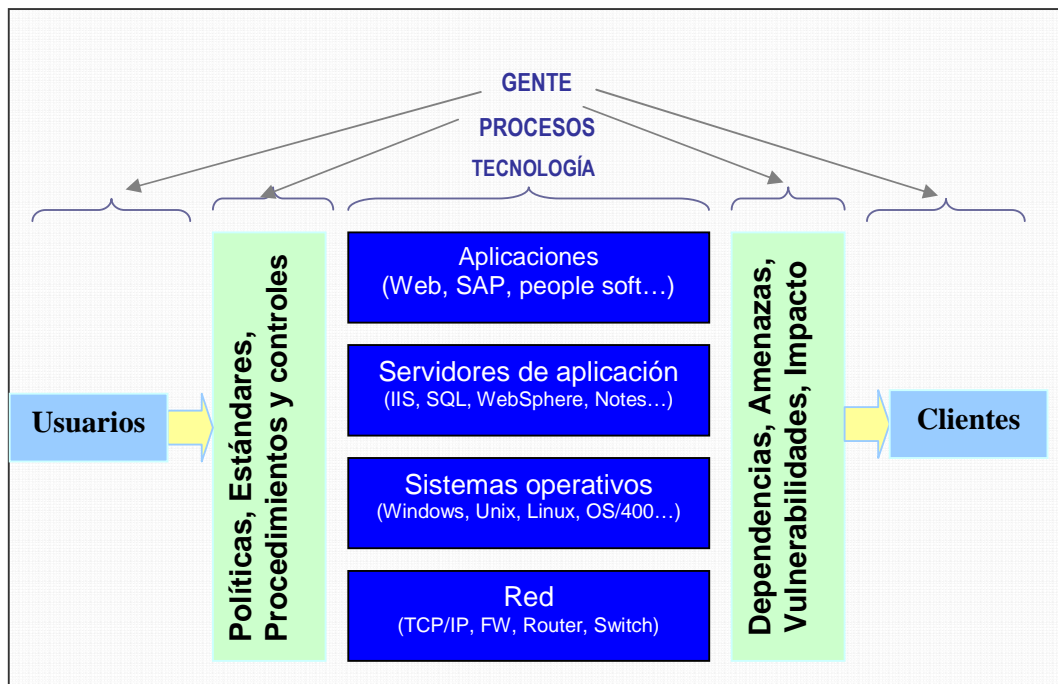 GENTE
PROCESOS
TECNOLOGÍA
Usuarios
Políticas, Estándares,
Procedimientos y controles
Aplicaciones
(Web, SAP, people soft…)
Servidores de aplicación
(IIS, SQL, WebSphere, Notes…)
Sistemas operativos
(Windows, Unix, Linux, OS/400…)
Red
(TCP/IP, FW, Router, Switch)
Dependencias, Amenazas,
Vulnerabilidades, Impacto
Clientes